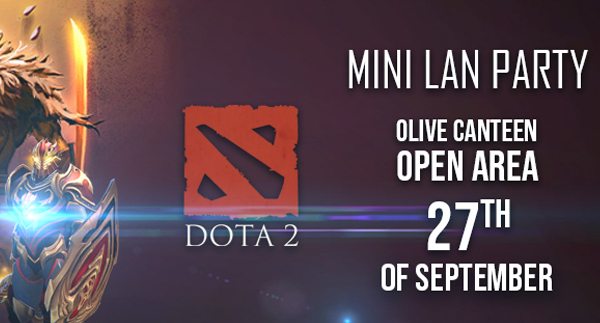 MINI LAN PARTY
OLIVE CANTEEN
OPEN AREA
27TH
OF SEPTEMBER
DOTA 2